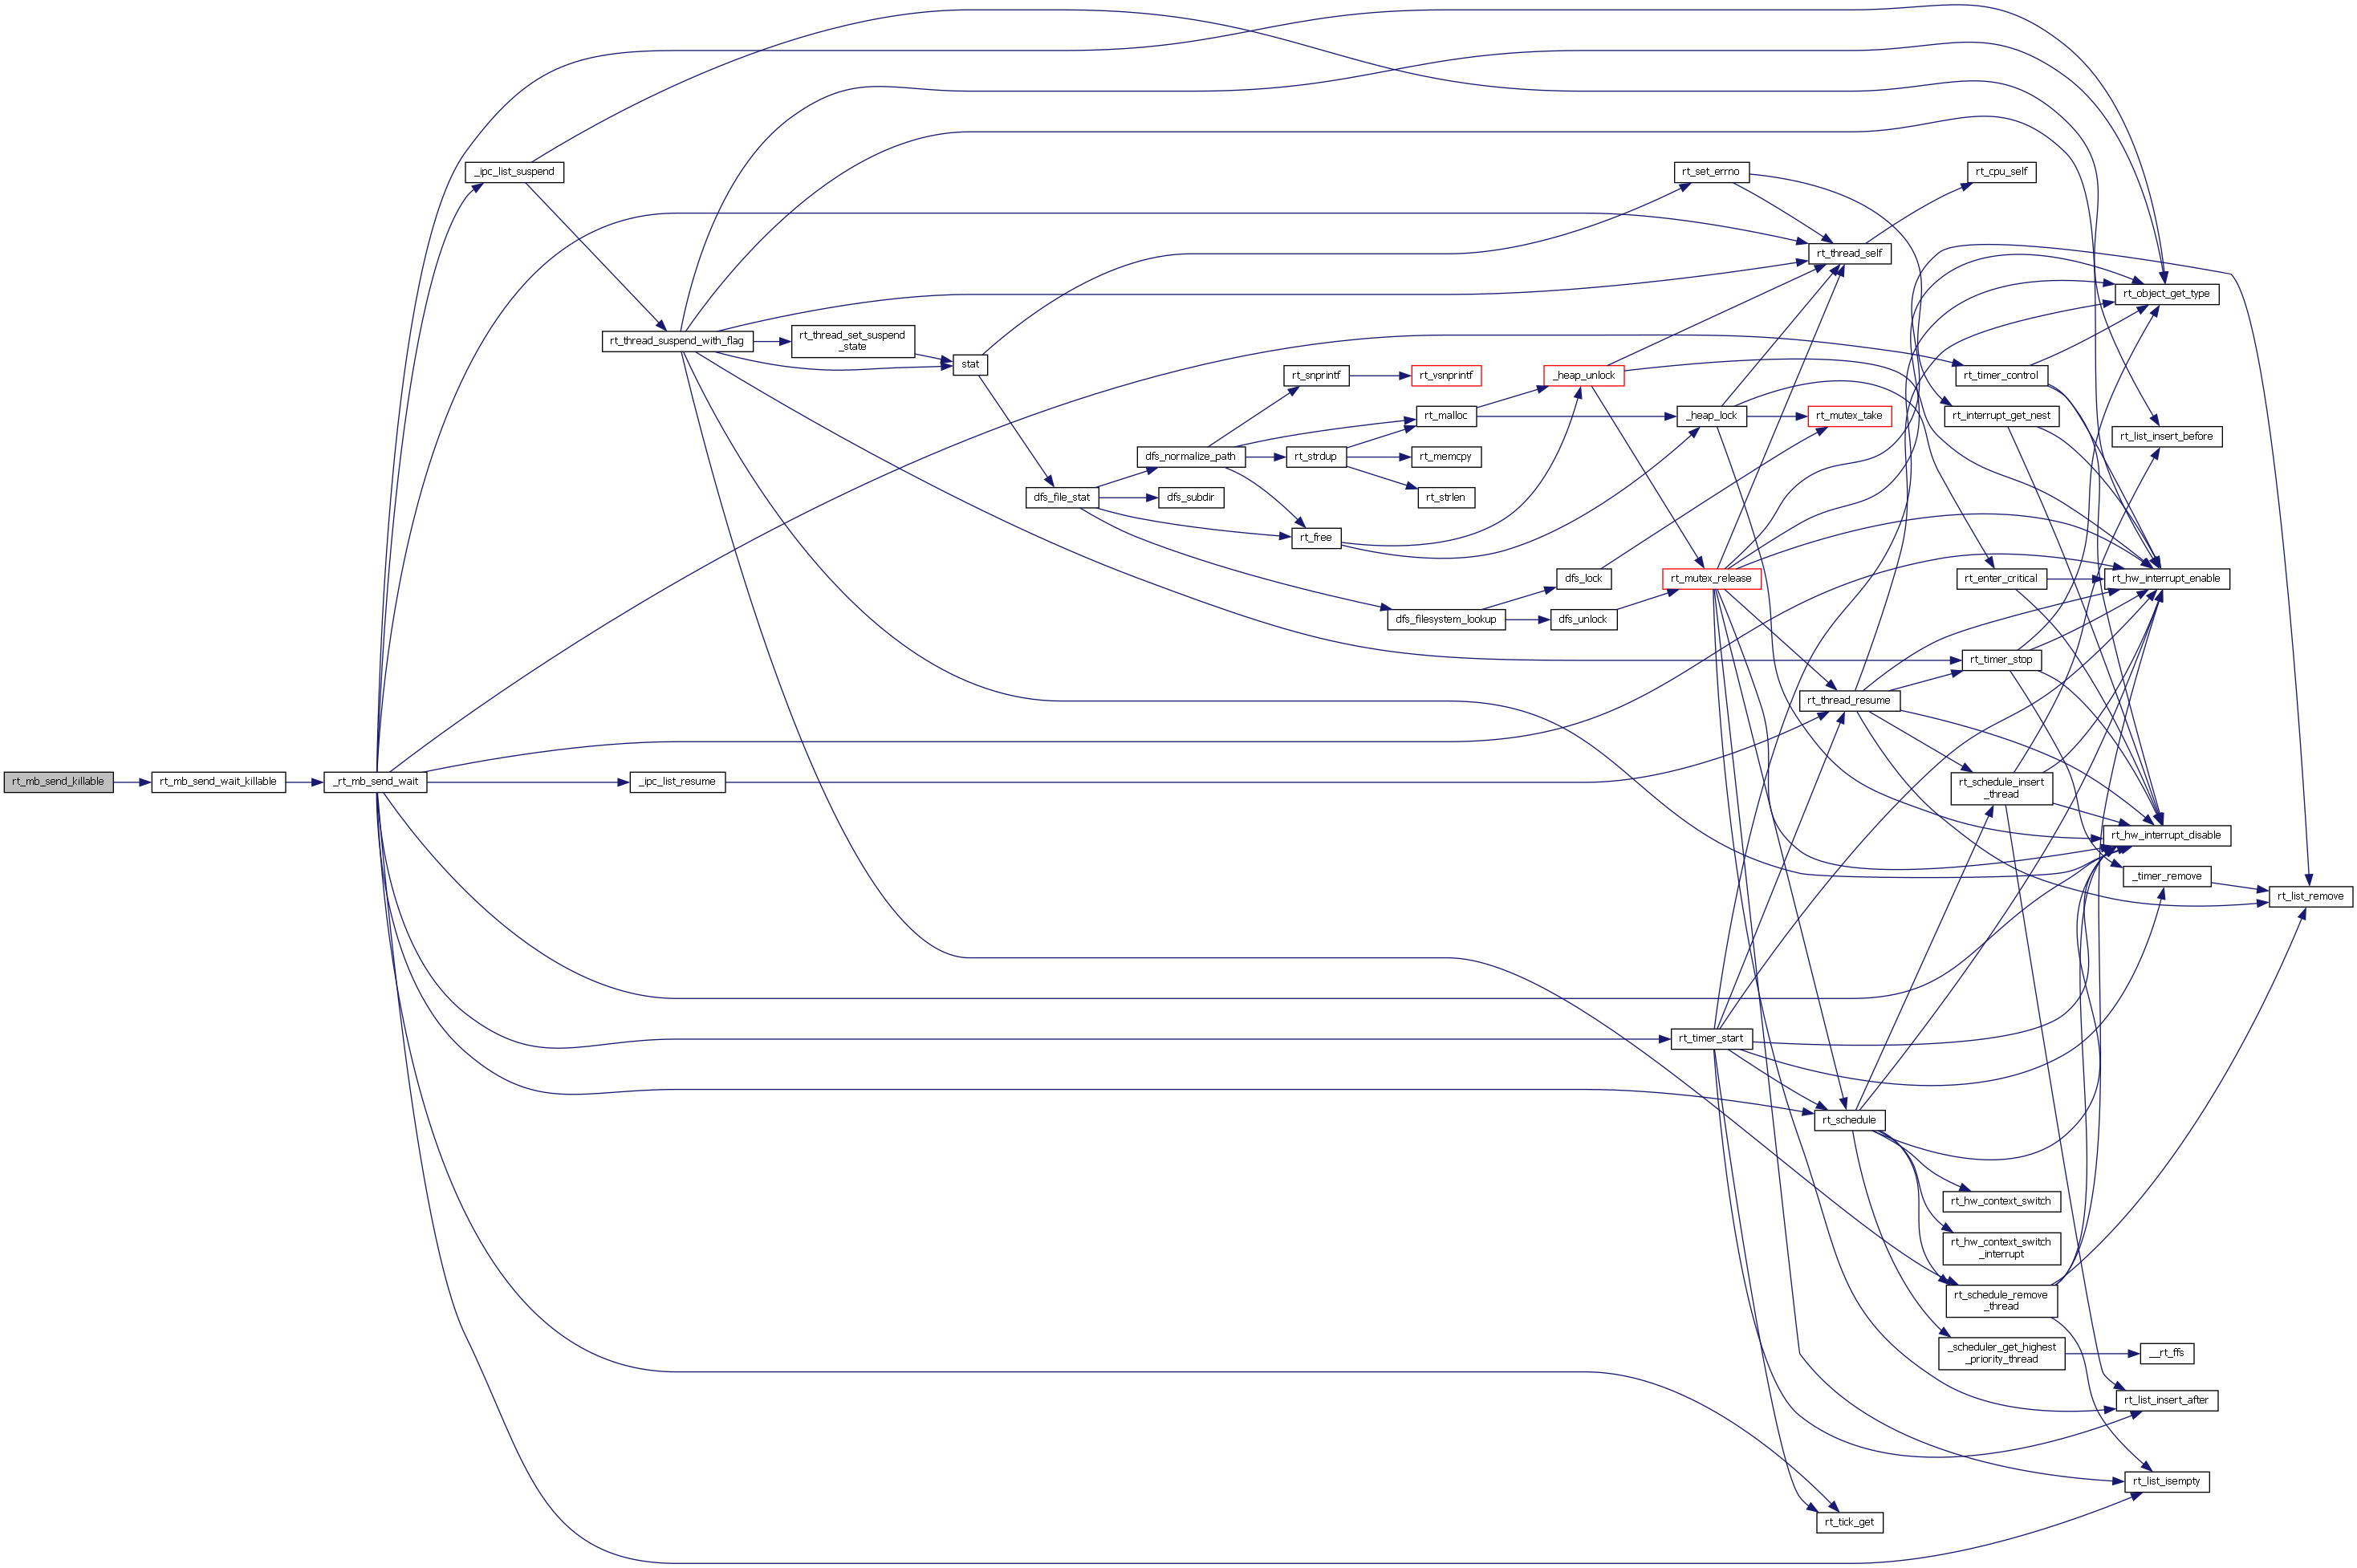 rt_mb_send_killable
rt_mb_send_wait_killable
_rt_mb_send_wait
_ipc_list_suspend
_ipc_list_resume
rt_thread_suspend_with_flag
rt_thread_set_suspend
_state
stat
dfs_file_stat
dfs_normalize_path
dfs_subdir
rt_snprintf
rt_strdup
rt_free
rt_vsnprintf
rt_malloc
rt_memcpy
rt_strlen
dfs_filesystem_lookup
_heap_unlock
dfs_lock
dfs_unlock
rt_set_errno
_heap_lock
rt_mutex_release
rt_timer_start
rt_thread_self
rt_mutex_take
rt_thread_resume
rt_schedule
rt_tick_get
rt_cpu_self
rt_timer_control
rt_interrupt_get_nest
rt_enter_critical
rt_timer_stop
rt_schedule_insert
_thread
rt_hw_context_switch
rt_hw_context_switch
_interrupt
rt_schedule_remove
_thread
_scheduler_get_highest
_priority_thread
rt_object_get_type
rt_list_insert_before
rt_hw_interrupt_enable
rt_hw_interrupt_disable
_timer_remove
__rt_ffs
rt_list_insert_after
rt_list_isempty
rt_list_remove